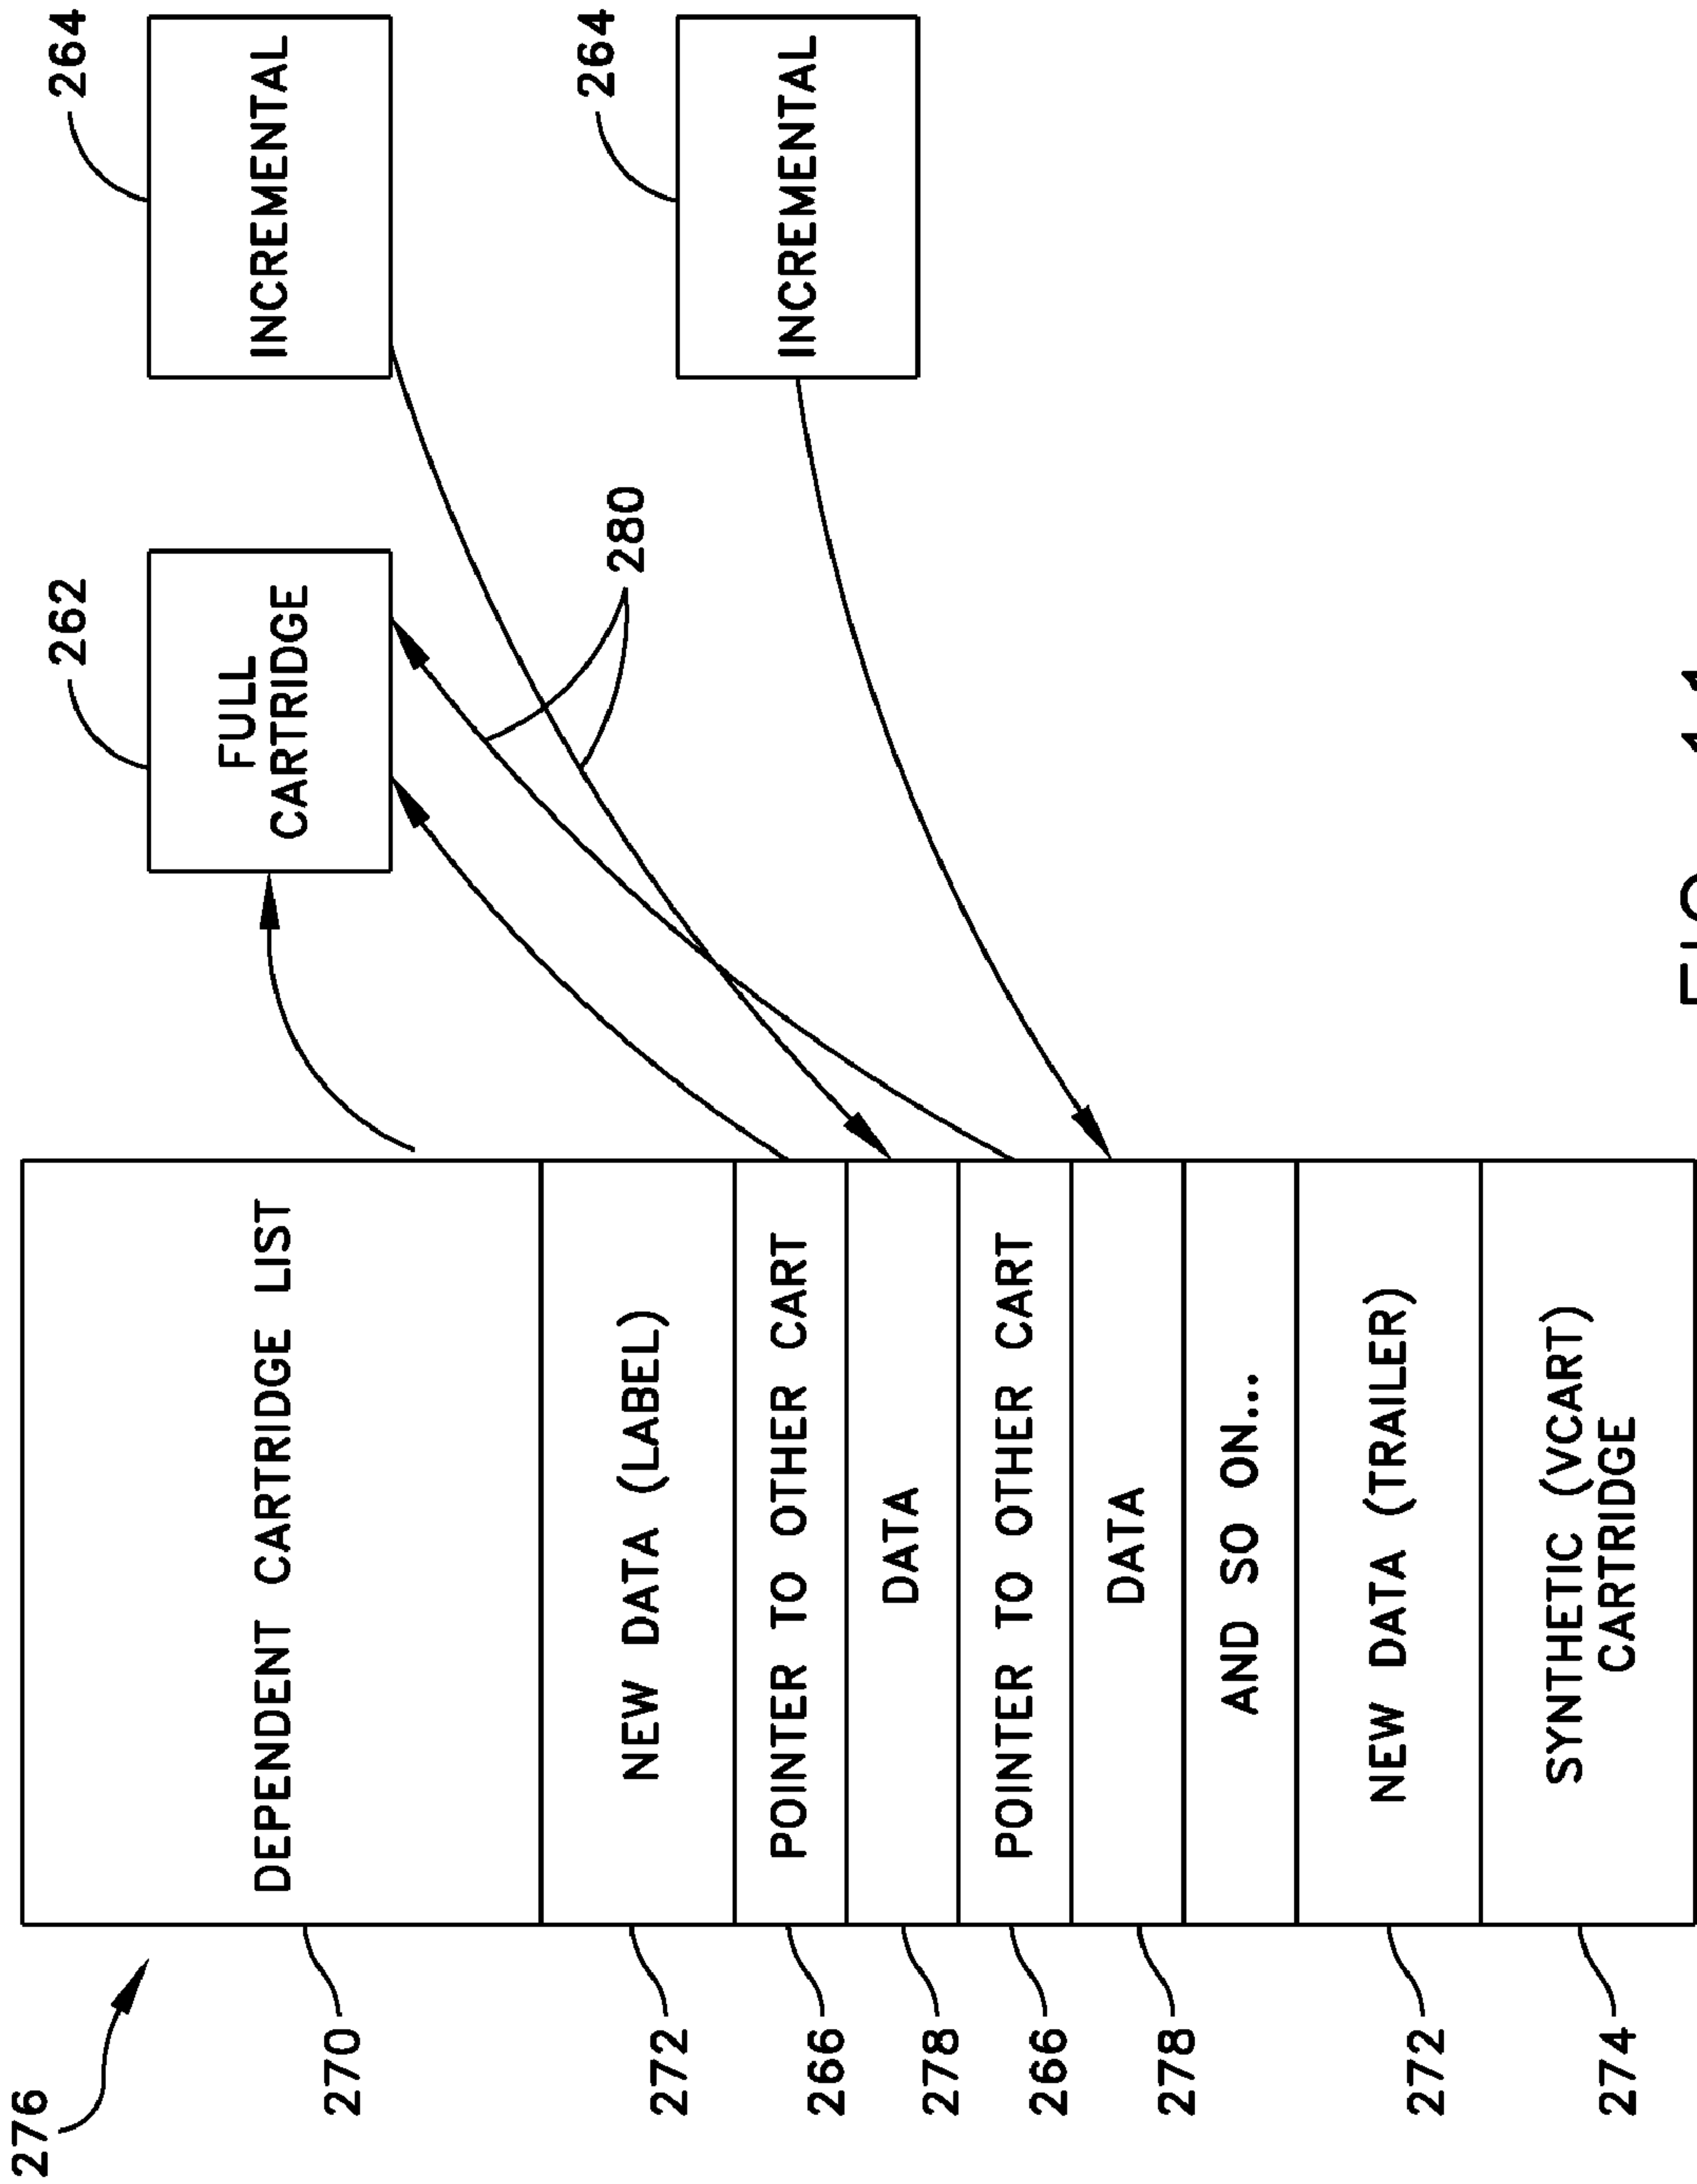 276
262
264
FULL
CARTRIDGE
INCREMENTAL
270
DEPENDENT CARTRIDGE LIST
264
280
272
NEW DATA (LABEL)
266
POINTER TO OTHER CART
INCREMENTAL
278
DATA
266
POINTER TO OTHER CART
278
DATA
AND SO ON...
272
NEW DATA (TRAILER)
274
SYNTHETIC (VCART)
CARTRIDGE